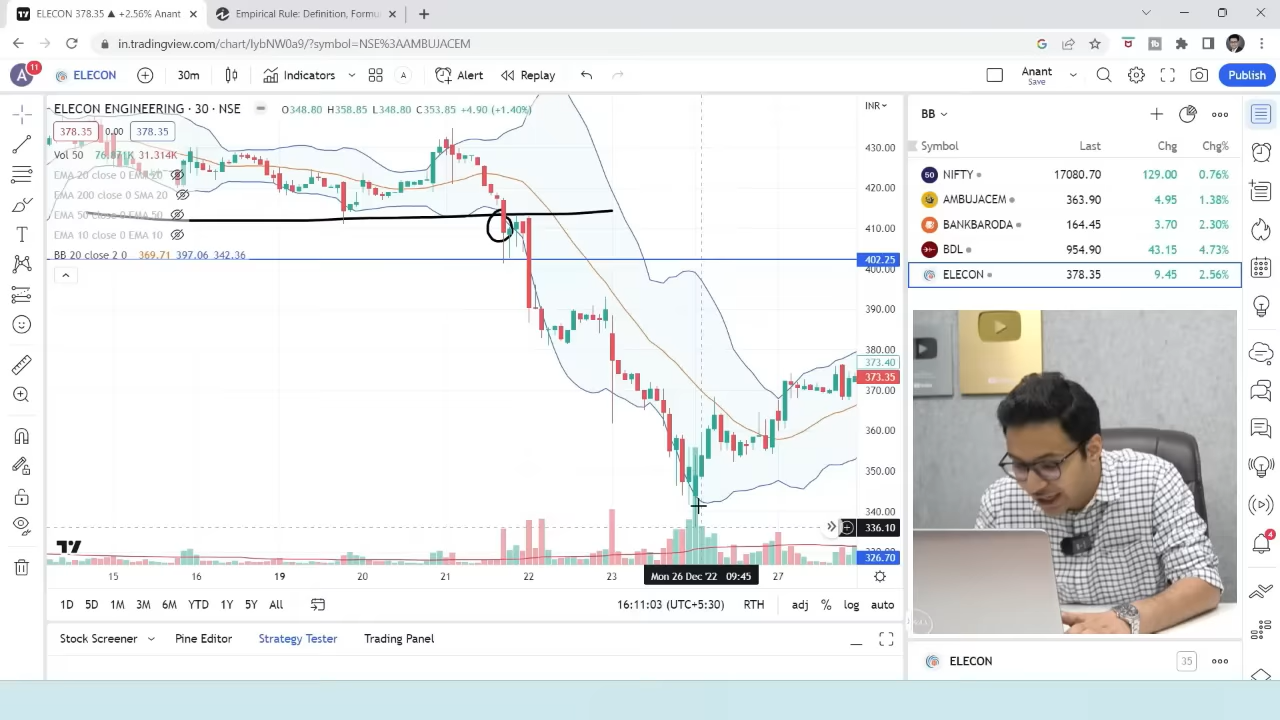 ELECON 378.35 ▲ +2.56% Anant
Empirical Rule: Definition, Formu
in.tradingview.com/chart/IybNW0a9/?symbol=NSE%3AAMBUJACEM
A 11
ELECON
30m
Indicators
A
Alert
Replay
Anant
Save
Publish
ELECON ENGINEERING · 30 · NSE
O348.80 H358.85 L348.80 C353.85 +4.90 (+1.40%)
INR
378.35 0.00 378.35
Vol 50 31.314K
EMA 20 close 0 EMA 20
EMA 200 close 0 SMA 20
EMA 50 close 0 EMA 50
EMA 10 close 0 EMA 10
BB 20 close 2 0 369.71 397.06 342.36
430.00
420.00
410.00
402.25
400.00
390.00
380.00
373.40
373.35
370.00
360.00
350.00
340.00
336.10
326.70
15 16 19 20 21 22 23 Mon 26 Dec '22 09:45 27
1D 5D 1M 3M 6M YTD 1Y 5Y All
16:11:03 (UTC+5:30) RTH adj % log auto
Stock Screener
Pine Editor
Strategy Tester
Trading Panel
BB
Symbol Last Chg Chg%
50 NIFTY 17080.70 129.00 0.76%
AMBUJACEM 363.90 4.95 1.38%
BANKBARODA 164.45 3.70 2.30%
BDL 954.90 43.15 4.73%
ELECON 378.35 9.45 2.56%
4
ELECON 35